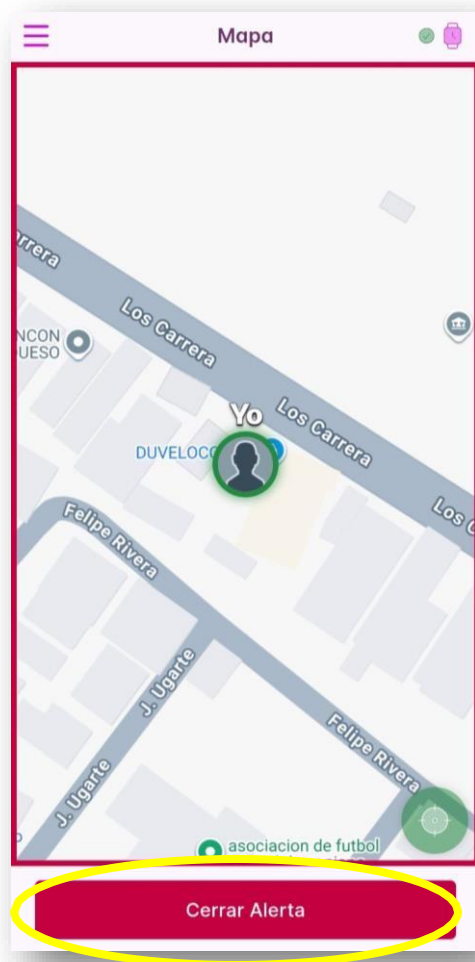 Mapa
Carrera
Los Carrera
NCON
UESO
Yo
Los Carrera
DUVELOC
Los
Felipe Rivera
J. Ugarte
Felipe Rivera
J. Ugarte
asociacion de futbol
Cerrar Alerta